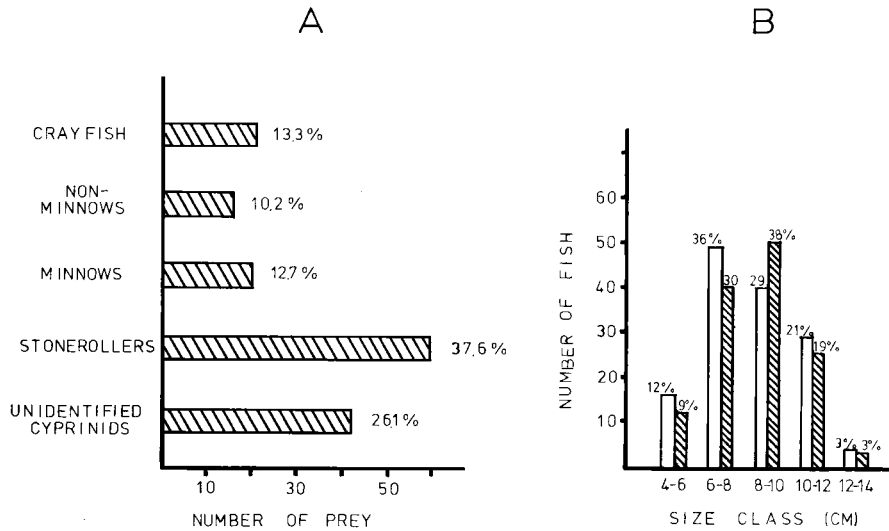 A
CRAYFISH
13,3 %
NON-
MINNOWS
10,2 %
MINNOWS
12,7 %
STONEROLLERS
37,6 %
UNIDENTIFIED
CYPRINIDS
26,1 %
10 30 50
NUMBER OF PREY
B
NUMBER OF FISH
60
50
40
30
20
10
12%
9%
36%
30
29
38%
21%
19%
3%
3%
4-6 6-8 8-10 10-12 12-14
SIZE CLASS (CM)